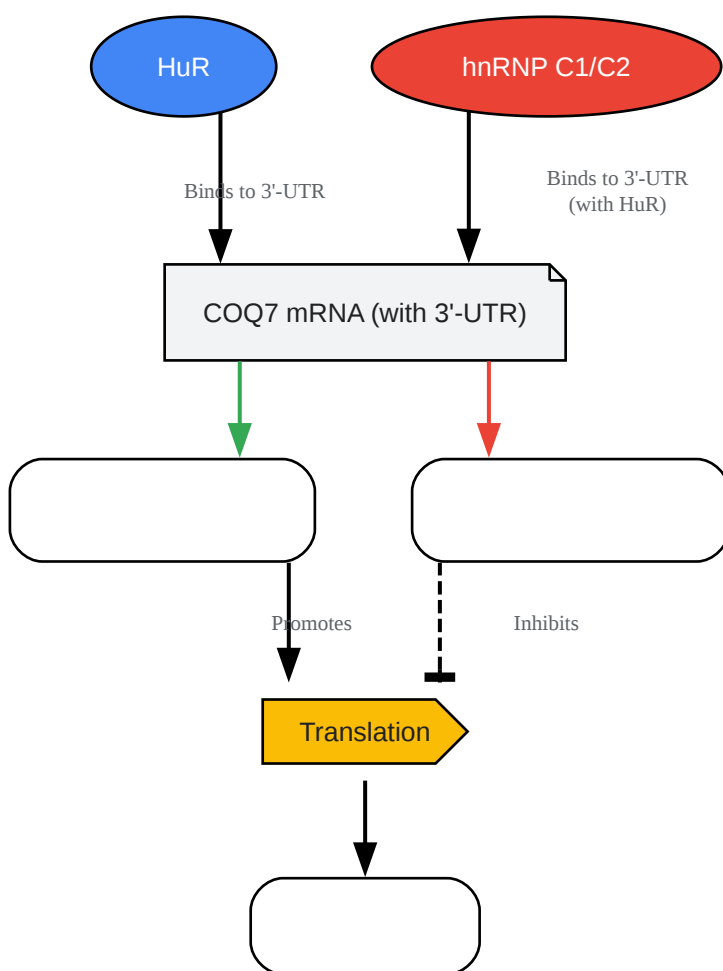 HuR
hnRNP C1/C2
Binds to 3'-UTR
Binds to 3'-UTR
(with HuR)
COQ7 mRNA (with 3'-UTR)
Promotes
Inhibits
Translation